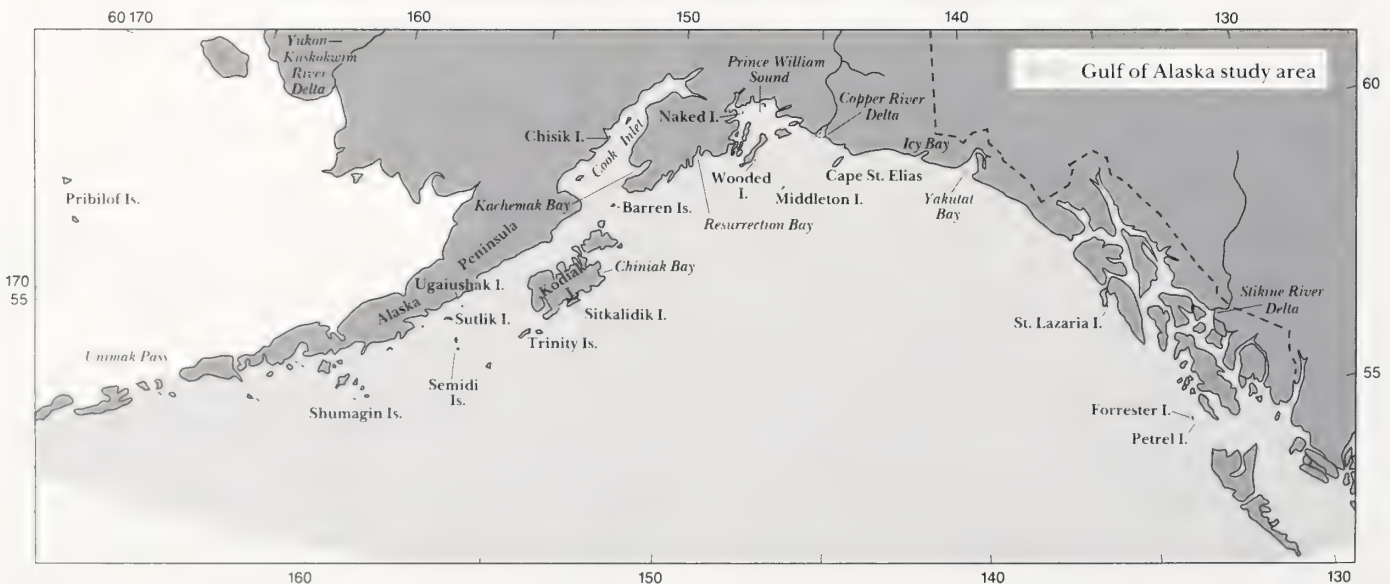 60 170
160
150
140
130
Yukon—
Kuskokwim
River
Delta
Prince William
Sound
Gulf of Alaska study area
60
Copper River
Delta
Naked I.
Chisik I.
Cook Inlet
Icy Bay
Wooded
I.
Cape St. Elias
Pribilof Is.
Kachemak Bay
Barren Is.
Middleton I.
Yakutat
Bay
Resurrection Bay
Peninsula
Alaska
Kodiak
I.
Chiniak Bay
170
55
Ugaiushak I.
Sutlik I.
Sitkalidik I.
Stikine River
Delta
St. Lazaria I.
Trinity Is.
Unimak Pass
Semidi
Is.
55
Shumagin Is.
Forrester I.
Petrel I.
160
150
140
130